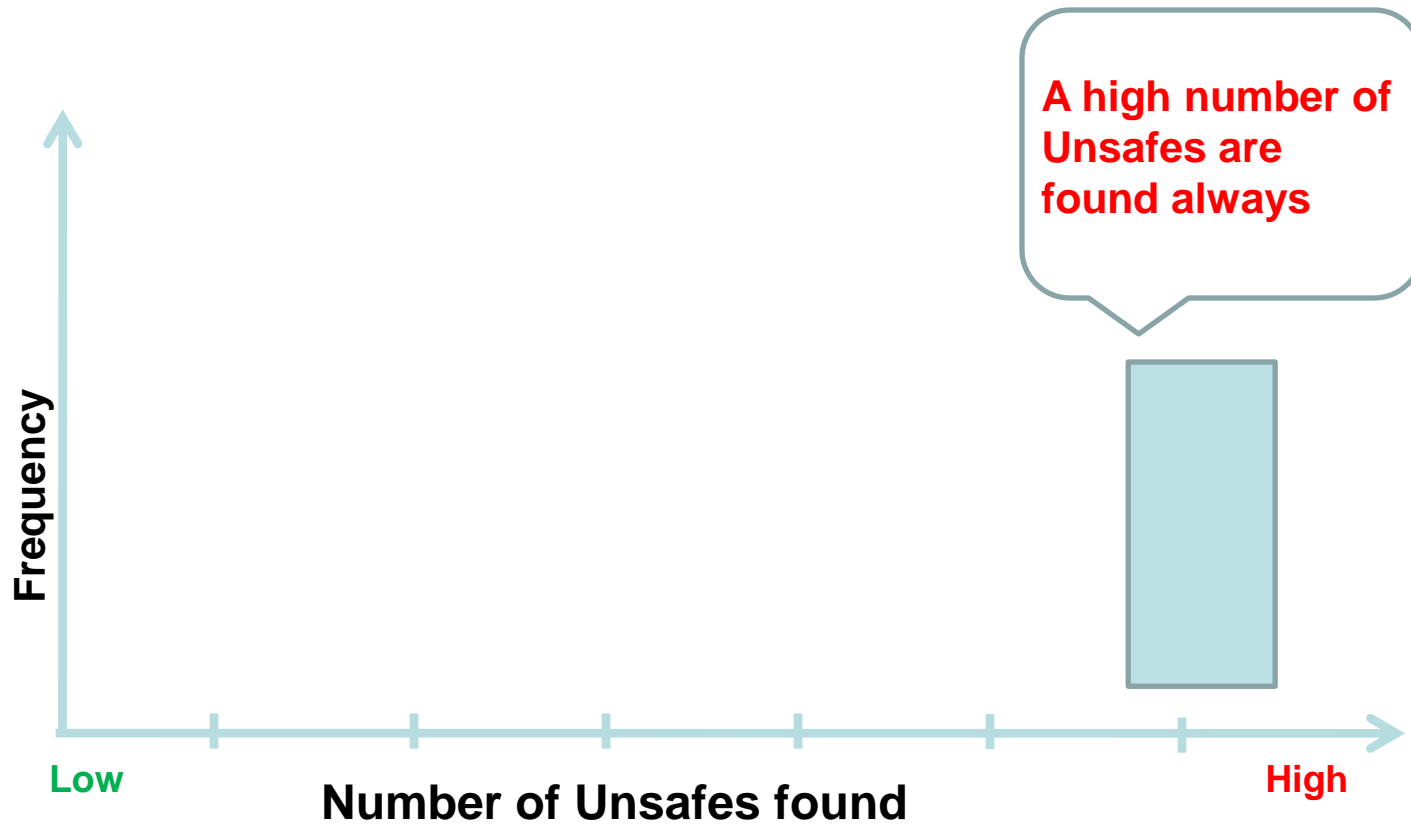 A high number of
Unsafes are
found always
Frequency
Low
High
Number of Unsafes found